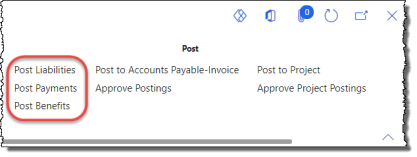 0
Post
Post Liabilities Post to Accounts Payable-Invoice Post to Project
Post Payments Approve Postings Approve Project Postings
Post Benefits